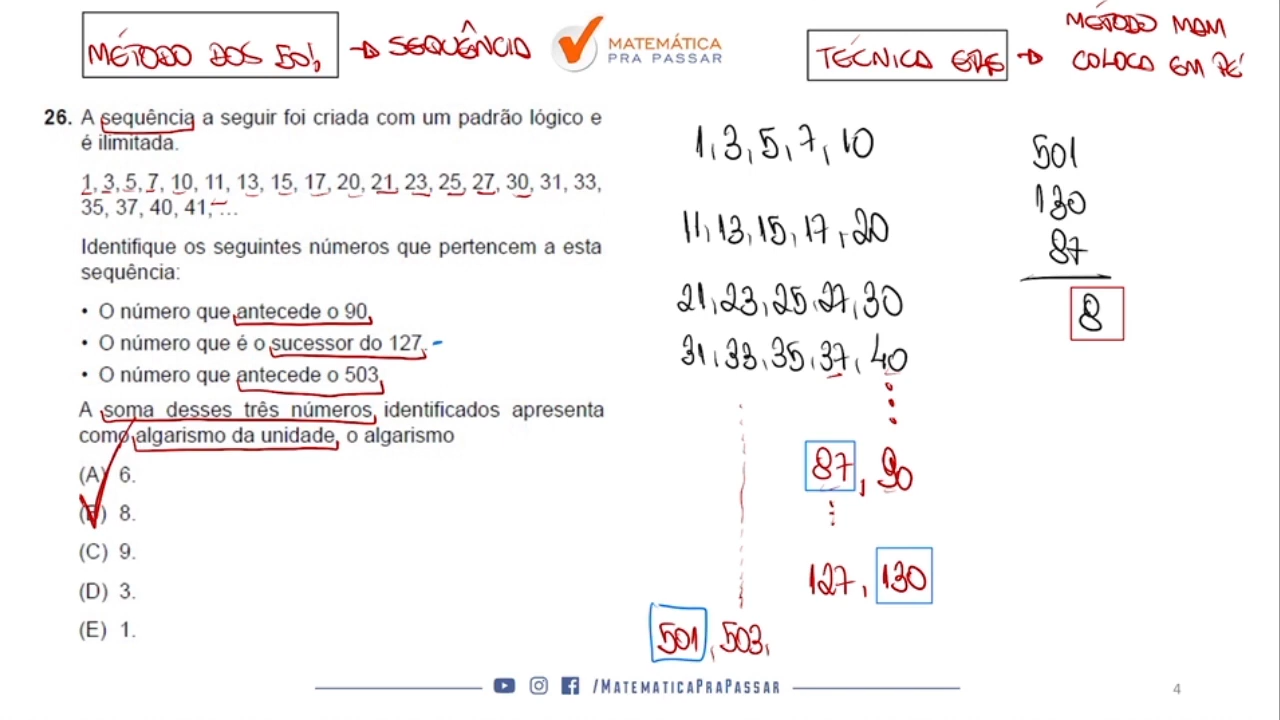 MÉTODO DOS 50! → SEQUÊNCIA
MATEMÁTICA
PRA PASSAR
TÉCNICA →
MÉTODO MDM
COLOCA EM PÉ
26. A sequência a seguir foi criada com um padrão lógico e
é ilimitada.
1, 3, 5, 7, 10, 11, 13, 15, 17, 20, 21, 23, 25, 27, 30, 31, 33,
35, 37, 40, 41, ...
Identifique os seguintes números que pertencem a esta
sequência:
• O número que antecede o 90.
• O número que é o sucessor do 127.
• O número que antecede o 503.
A soma desses três números identificados apresenta
como algarismo da unidade, o algarismo
(A) 6.
(B) 8.
(C) 9.
(D) 3.
(E) 1.
1, 3, 5, 7, 10
11, 13, 15, 17, 20
21, 23, 25, 27, 30
31, 33, 35, 37, 40
87, 90
127, 130
501, 503,
501
130
87
8
/MATEMATICAPRAPASSAR
4